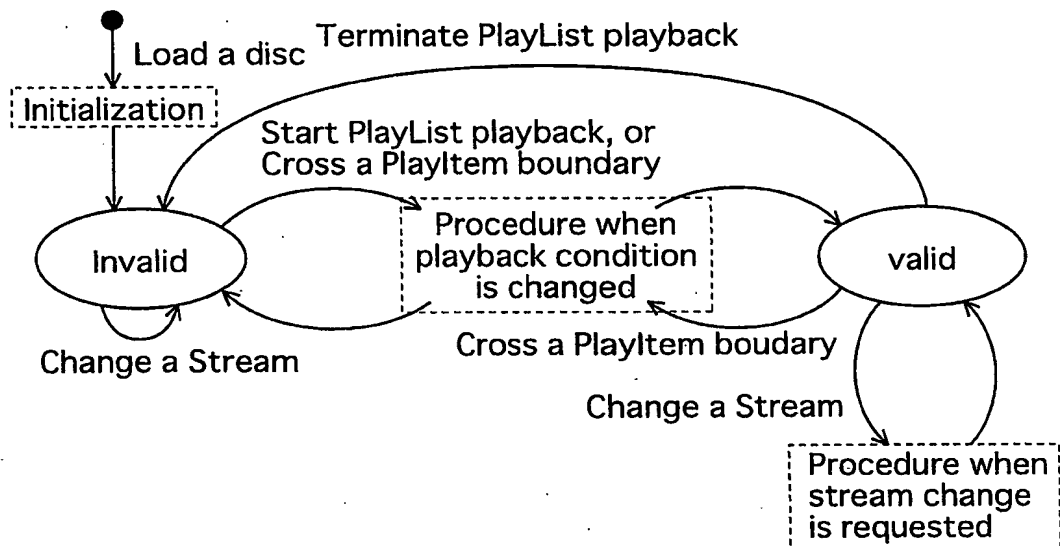 Terminate PlayList playback
Load a disc
Initialization
Start PlayList playback, or
Cross a PlayItem boundary
Procedure when
playback condition
is changed
Invalid
valid
Change a Stream
Cross a PlayItem boudary
Change a Stream
Procedure when
stream change
is requested